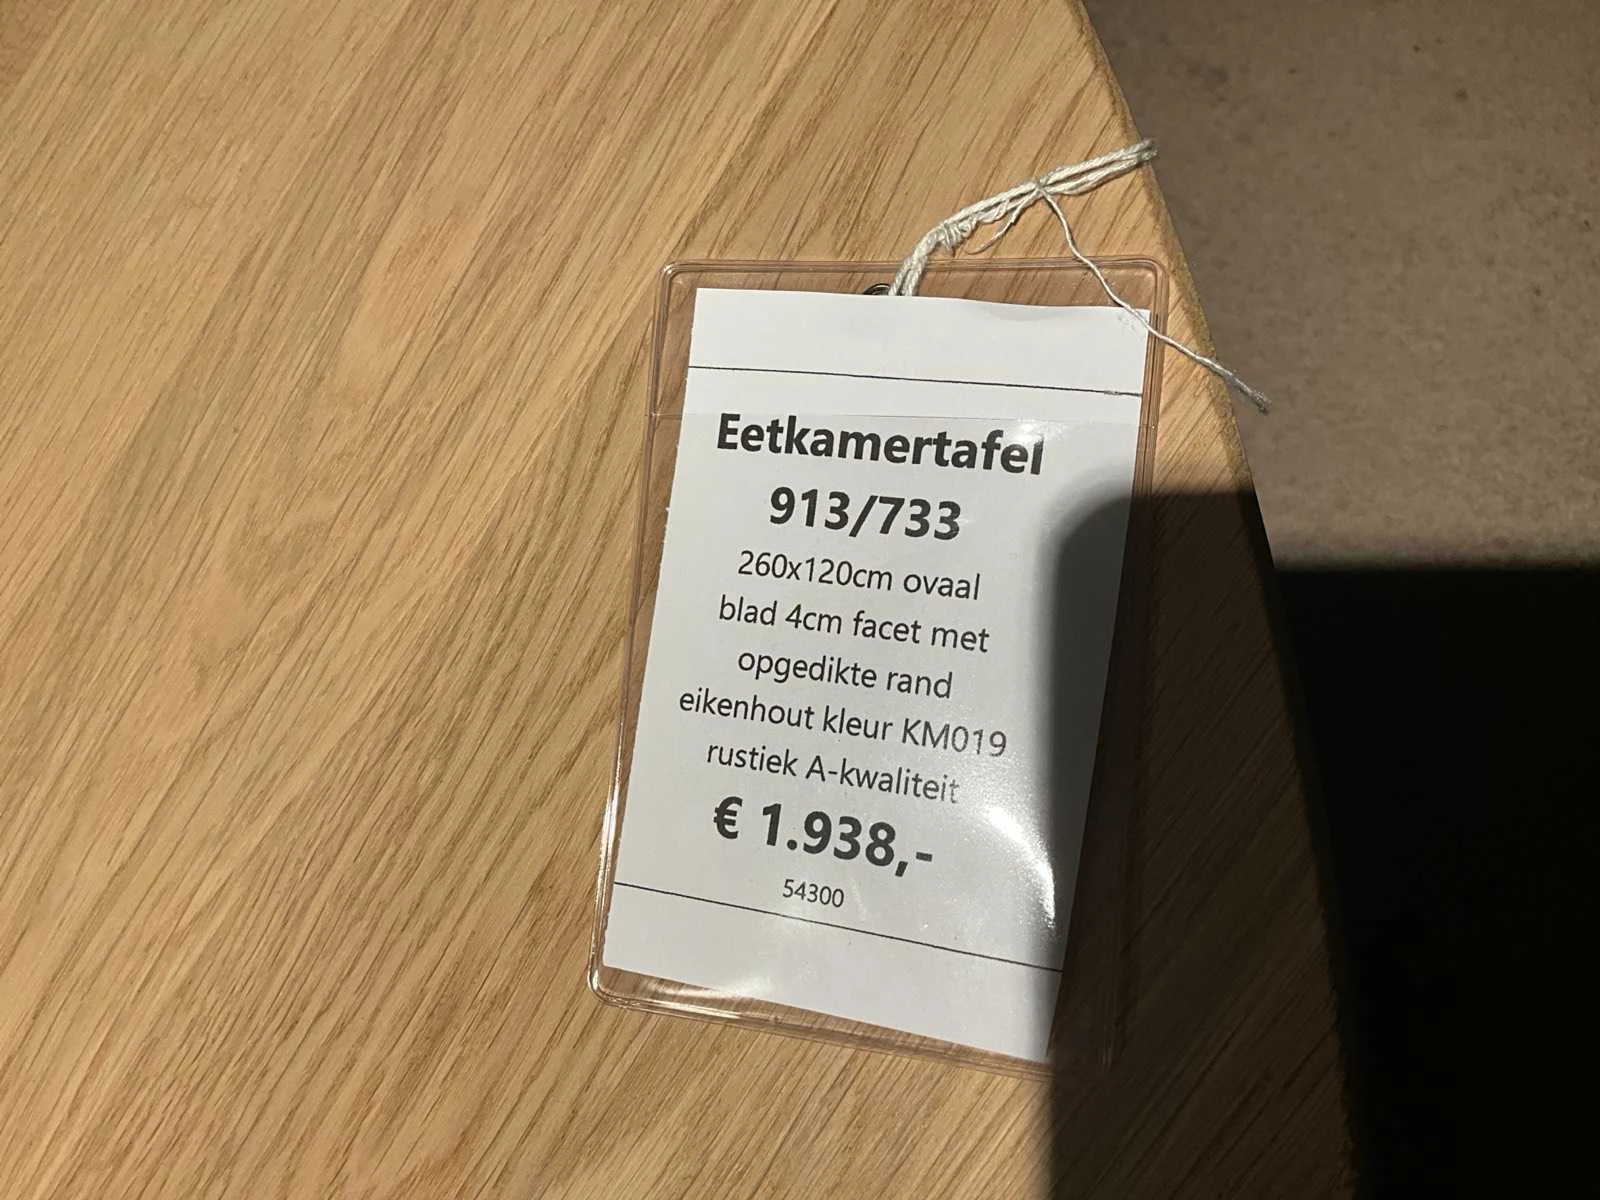 Eetkamertafel
913/733
260x120cm ovaal
blad 4cm facet met
opgedikte rand
eikenhout kleur KM019
rustiek A-kwaliteit
€ 1.938,-
54300